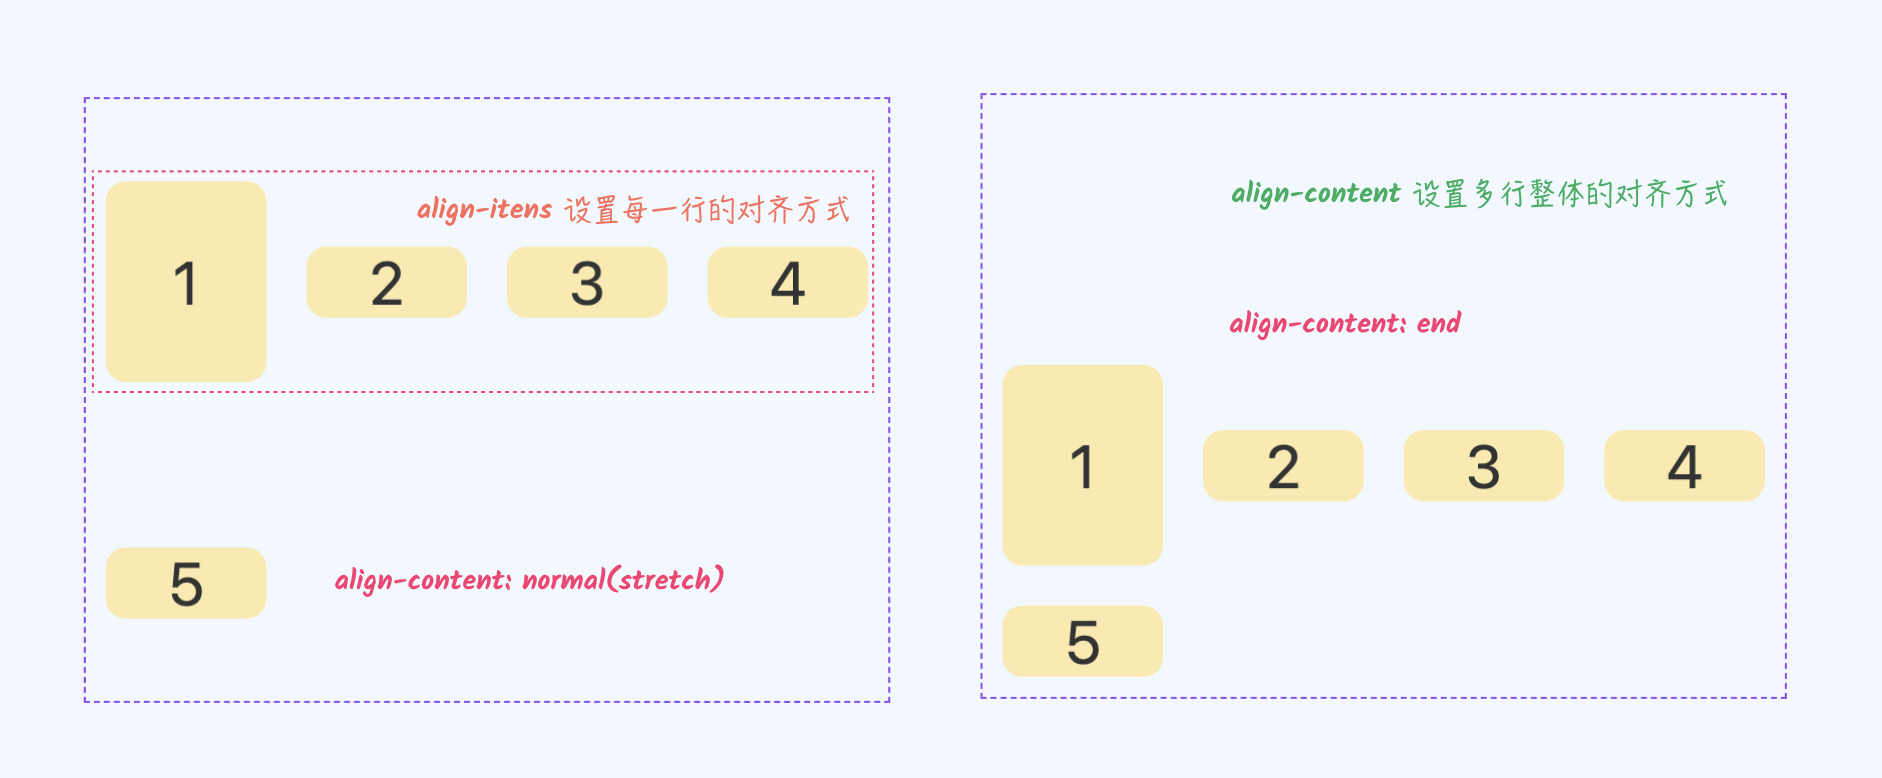 align-itens 设置每一行的对齐方式
1 2 3 4
5 align-content: normal(stretch)
align-content 设置多行整体的对齐方式
align-content: end
1 2 3 4
5